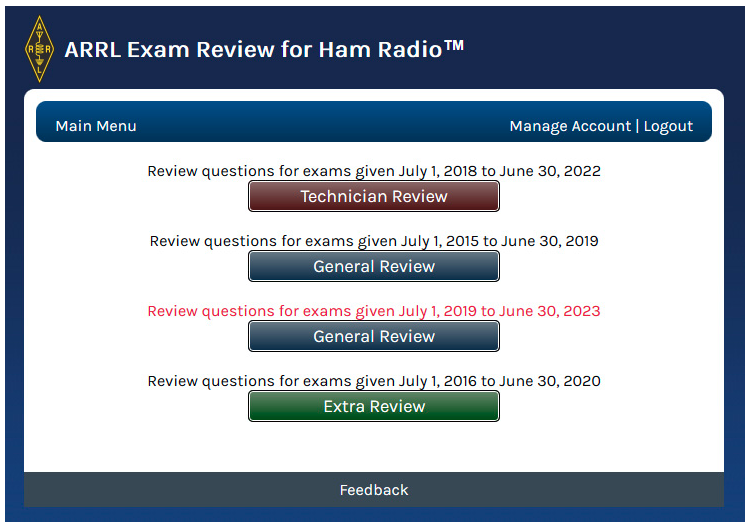 A
R R
L
ARRL Exam Review for Ham Radio™
Main Menu
Manage Account | Logout
Review questions for exams given July 1, 2018 to June 30, 2022
Technician Review
Review questions for exams given July 1, 2015 to June 30, 2019
General Review
Review questions for exams given July 1, 2019 to June 30, 2023
General Review
Review questions for exams given July 1, 2016 to June 30, 2020
Extra Review
Feedback